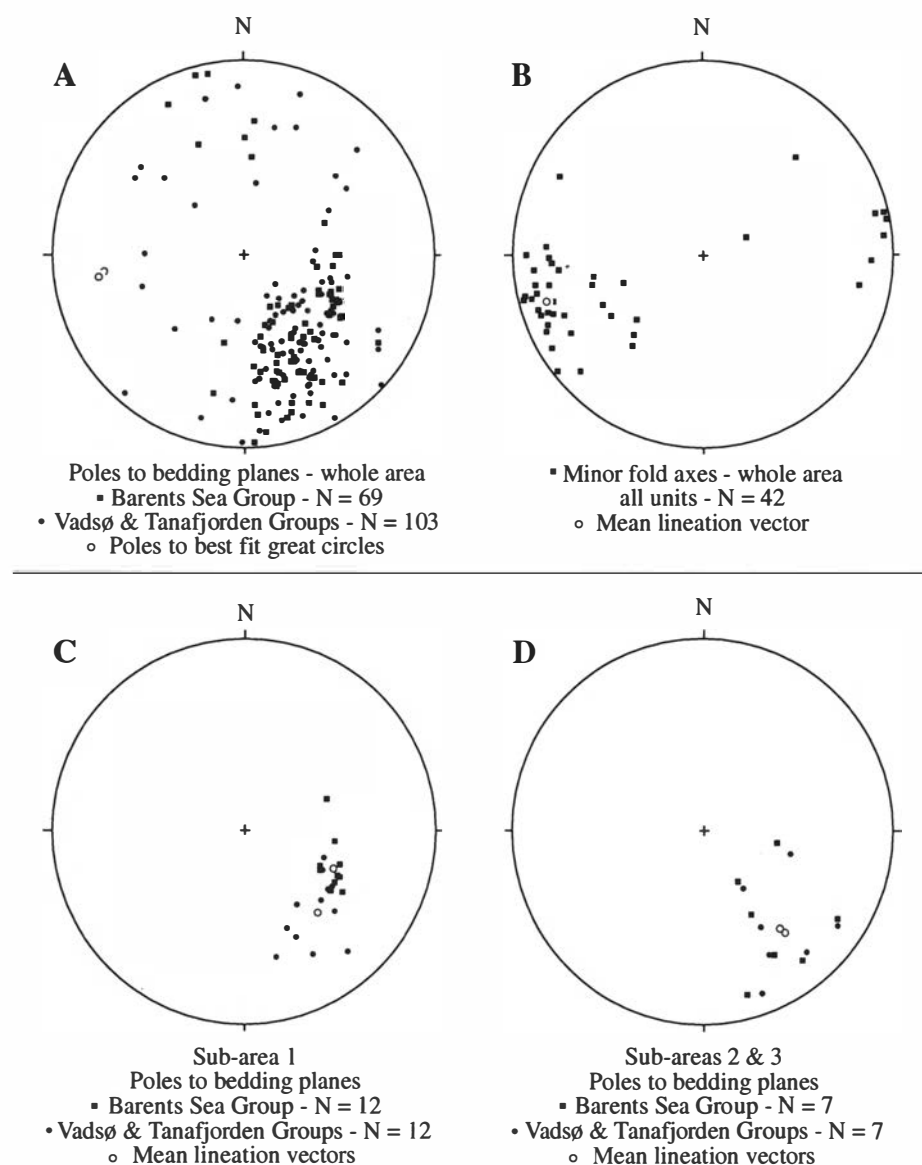 N
A
Poles to bedding planes - whole area
▪ Barents Sea Group - N = 69
• Vadsø & Tanafjorden Groups - N = 103
○ Poles to best fit great circles
N
B
▪ Minor fold axes - whole area
all units - N = 42
○ Mean lineation vector
N
C
Sub-area 1
Poles to bedding planes
▪ Barents Sea Group - N = 12
• Vadsø & Tanafjorden Groups - N = 12
○ Mean lineation vectors
N
D
Sub-areas 2 & 3
Poles to bedding planes
▪ Barents Sea Group - N = 7
• Vadsø & Tanafjorden Groups - N = 7
○ Mean lineation vectors